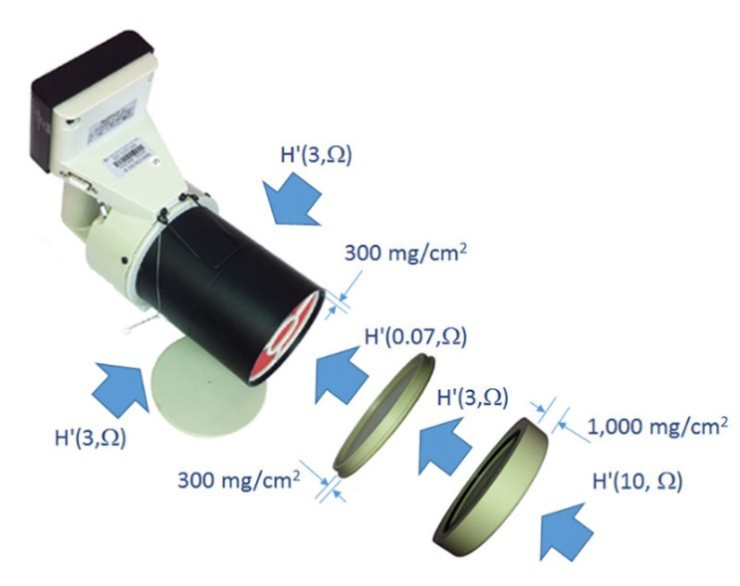 H'(3,Ω)
300 mg/cm²
H'(0.07,Ω)
H'(3,Ω)
1,000 mg/cm²
H'(3,Ω)
300 mg/cm²
H'(10, Ω)